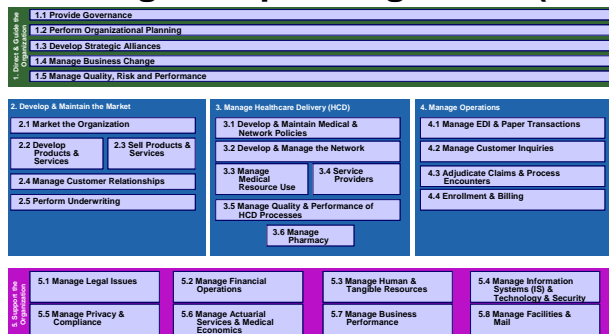 1. Direct & Guide the
Organization
1.1 Provide Governance
1.2 Perform Organizational Planning
1.3 Develop Strategic Alliances
1.4 Manage Business Change
1.5 Manage Quality, Risk and Performance
2. Develop & Maintain the Market
2.1 Market the Organization
2.2 Develop
Products &
Services
2.3 Sell Products &
Services
2.4 Manage Customer Relationships
2.5 Perform Underwriting
3. Manage Healthcare Delivery (HCD)
3.1 Develop & Maintain Medical &
Network Policies
3.2 Develop & Manage the Network
3.3 Manage
Medical
Resource Use
3.4 Service
Providers
3.5 Manage Quality & Performance of
HCD Processes
3.6 Manage
Pharmacy
4. Manage Operations
4.1 Manage EDI & Paper Transactions
4.2 Manage Customer Inquiries
4.3 Adjudicate Claims & Process
Encounters
4.4 Enrollment & Billing
5. Support the
Organization
5.1 Manage Legal Issues
5.2 Manage Financial
Operations
5.3 Manage Human &
Tangible Resources
5.4 Manage Information
Systems (IS) &
Technology & Security
5.5 Manage Privacy &
Compliance
5.6 Manage Actuarial
Services & Medical
Economics
5.7 Manage Business
Performance
5.8 Manage Facilities &
Mail